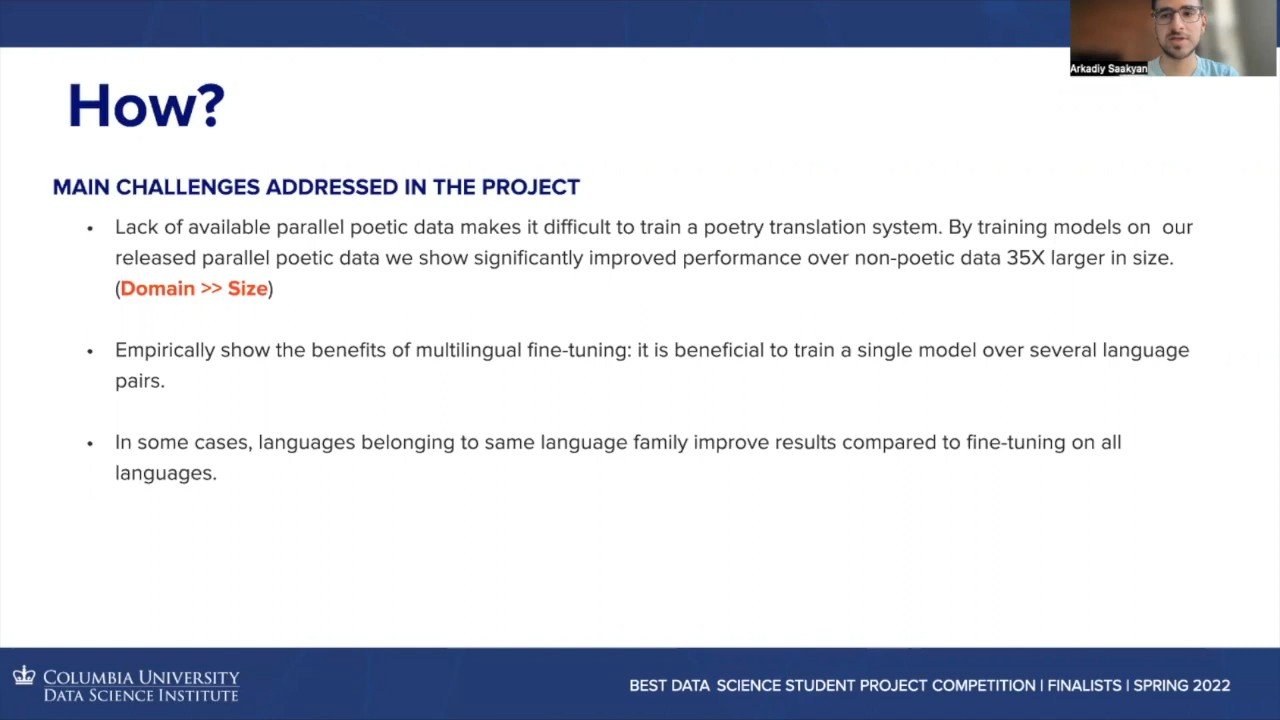 Arkadiy Saakyan
How?
MAIN CHALLENGES ADDRESSED IN THE PROJECT
• Lack of available parallel poetic data makes it difficult to train a poetry translation system. By training models on our
released parallel poetic data we show significantly improved performance over non-poetic data 35X larger in size.
(Domain >> Size)
• Empirically show the benefits of multilingual fine-tuning: it is beneficial to train a single model over several language
pairs.
• In some cases, languages belonging to same language family improve results compared to fine-tuning on all
languages.
COLUMBIA UNIVERSITY
DATA SCIENCE INSTITUTE
BEST DATA SCIENCE STUDENT PROJECT COMPETITION | FINALISTS | SPRING 2022